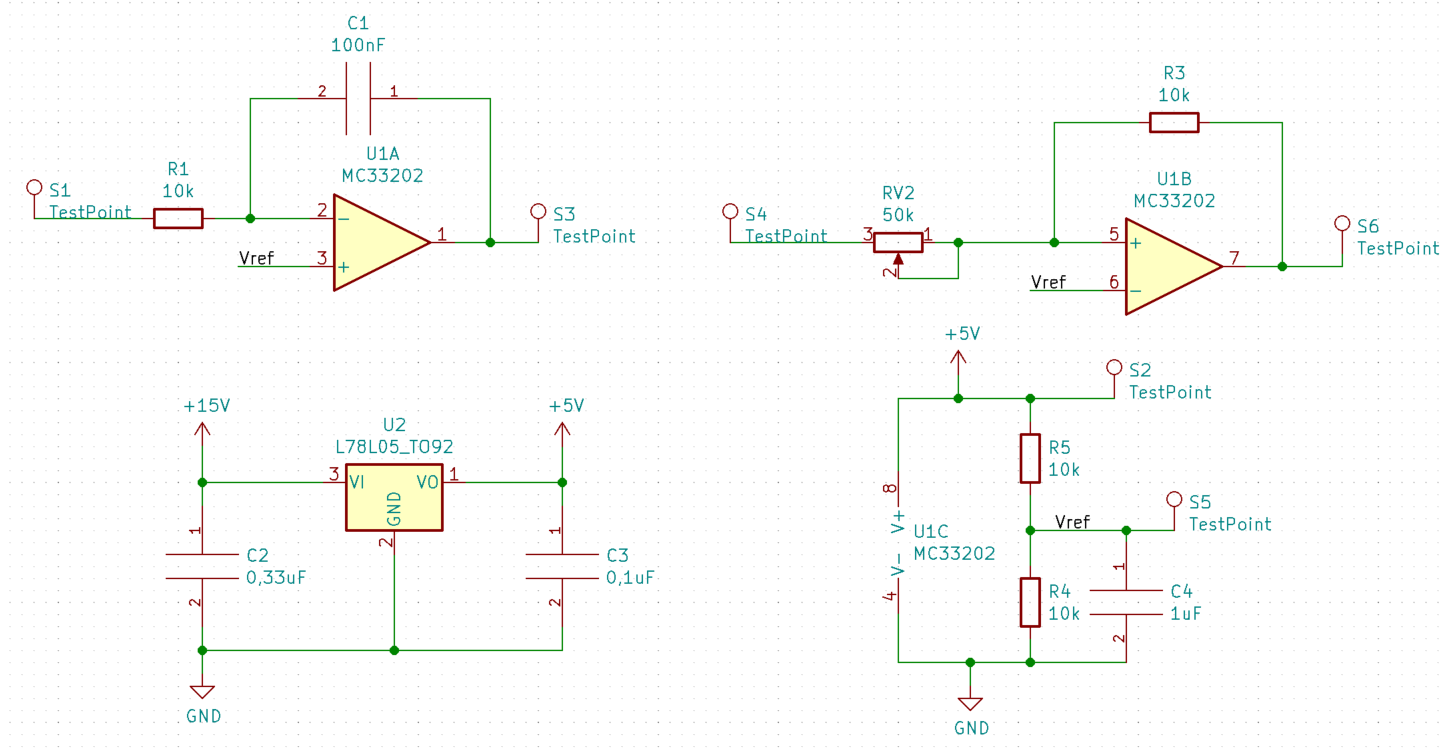 C1
100nF
2
1
U1A
MC33202
R1
10k
S1
TestPoint
2
−
1
S3
TestPoint
Vref
3
+
R3
10k
U1B
MC33202
RV2
50k
S4
TestPoint
3
1
2
5
+
7
S6
TestPoint
Vref
6
−
+15V
+5V
U2
L78L05_TO92
3
VI
VO
1
GND
2
1
C2
0,33uF
2
1
C3
0,1uF
2
GND
+5V
S2
TestPoint
R5
10k
8
V+
U1C
MC33202
V-
4
Vref
S5
TestPoint
R4
10k
1
C4
1uF
2
GND